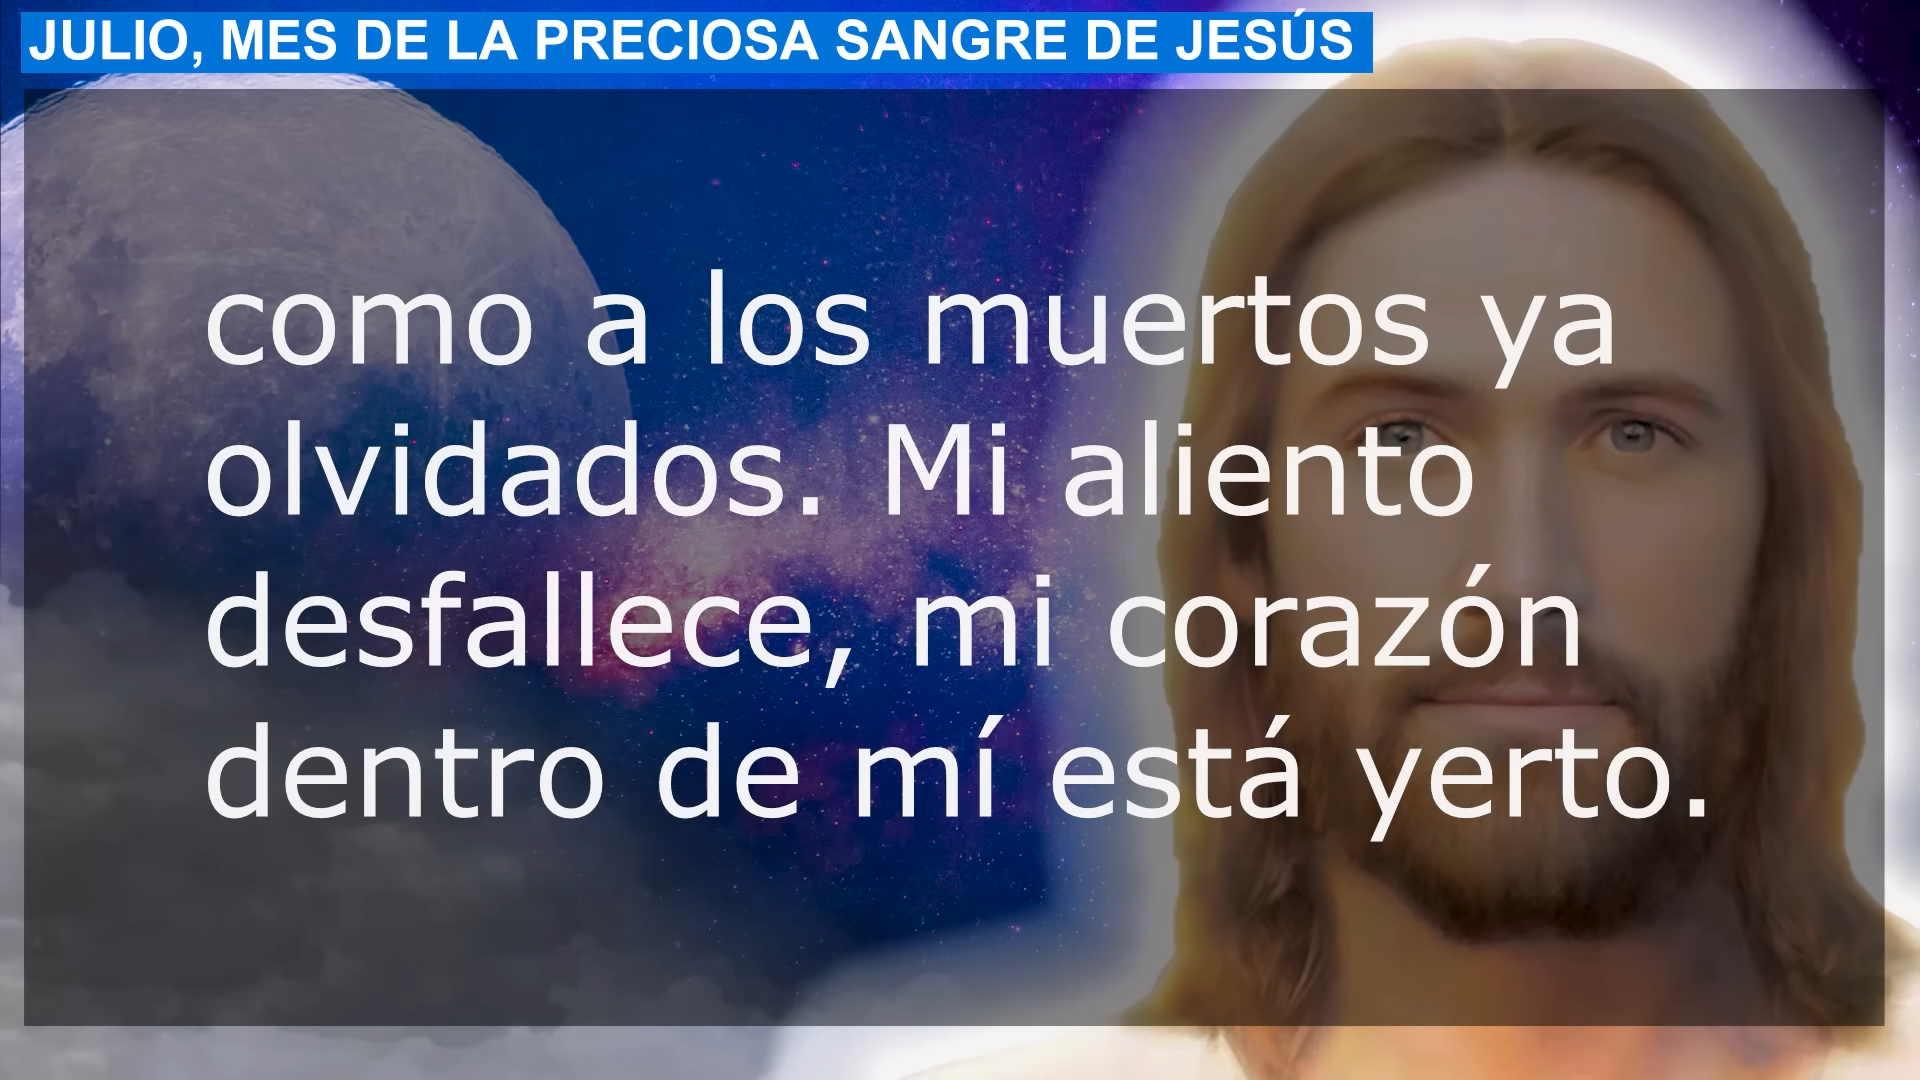 JULIO, MES DE LA PRECIOSA SANGRE DE JESÚS
como a los muertos ya
olvidados. Mi aliento
desfallece, mi corazón
dentro de mí está yerto.